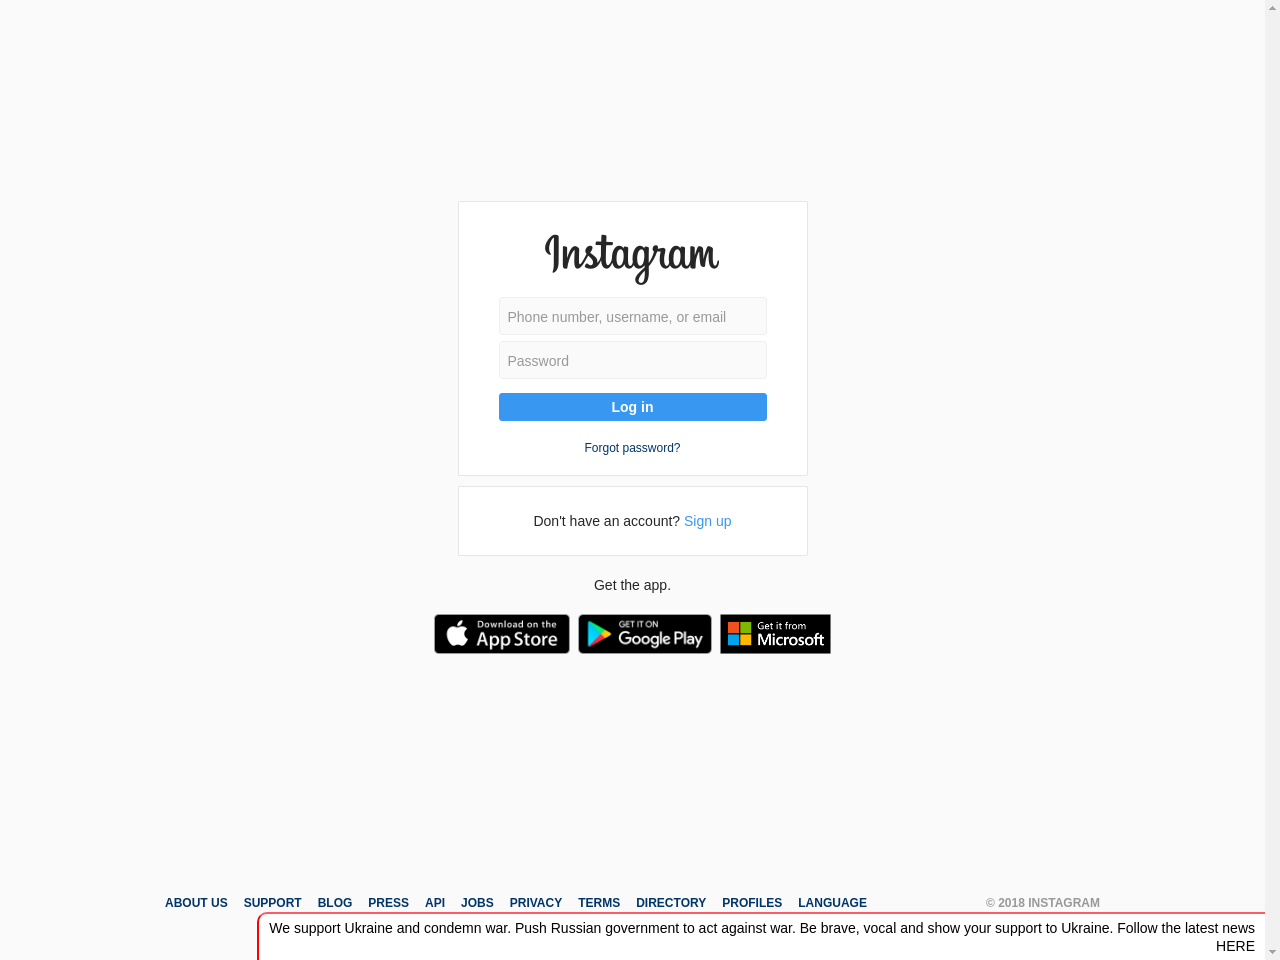 Instagram
Phone number, username, or email
Password
Log in
Forgot password?
Don't have an account? Sign up
Get the app.
Download on the App Store
GET IT ON Google Play
Get it from Microsoft
ABOUT US SUPPORT BLOG PRESS API JOBS PRIVACY TERMS DIRECTORY PROFILES LANGUAGE © 2018 INSTAGRAM
We support Ukraine and condemn war. Push Russian government to act against war. Be brave, vocal and show your support to Ukraine. Follow the latest news
HERE